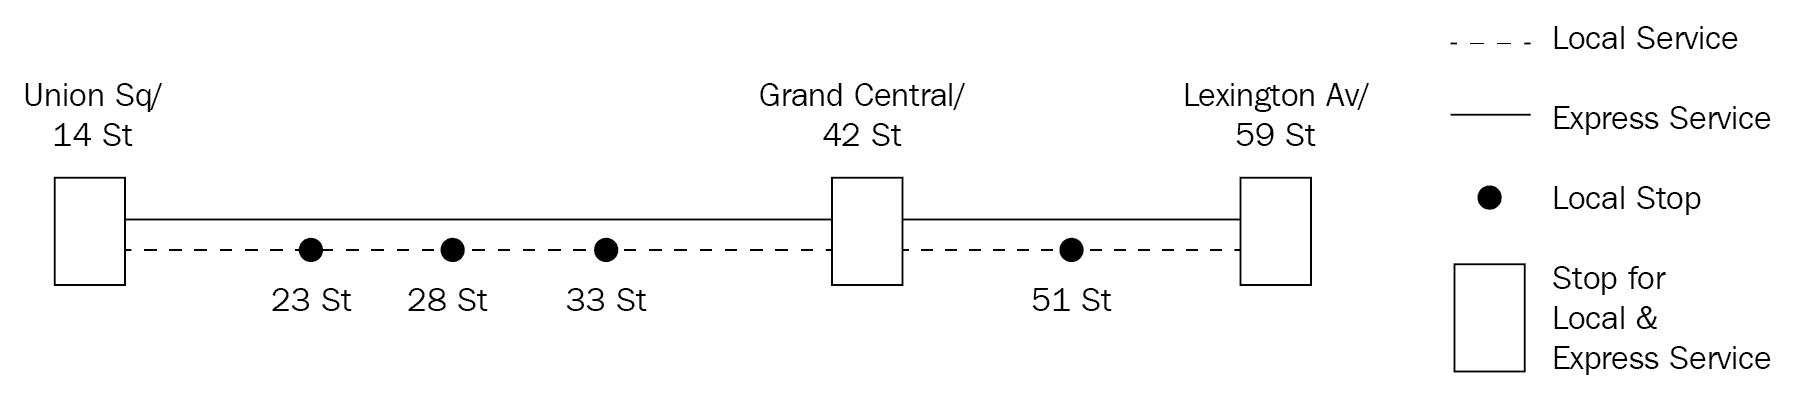 Union Sq/
14 St
Grand Central/
42 St
Lexington Av/
59 St
23 St
28 St
33 St
51 St
Local Service
Express Service
Local Stop
Stop for
Local &
Express Service